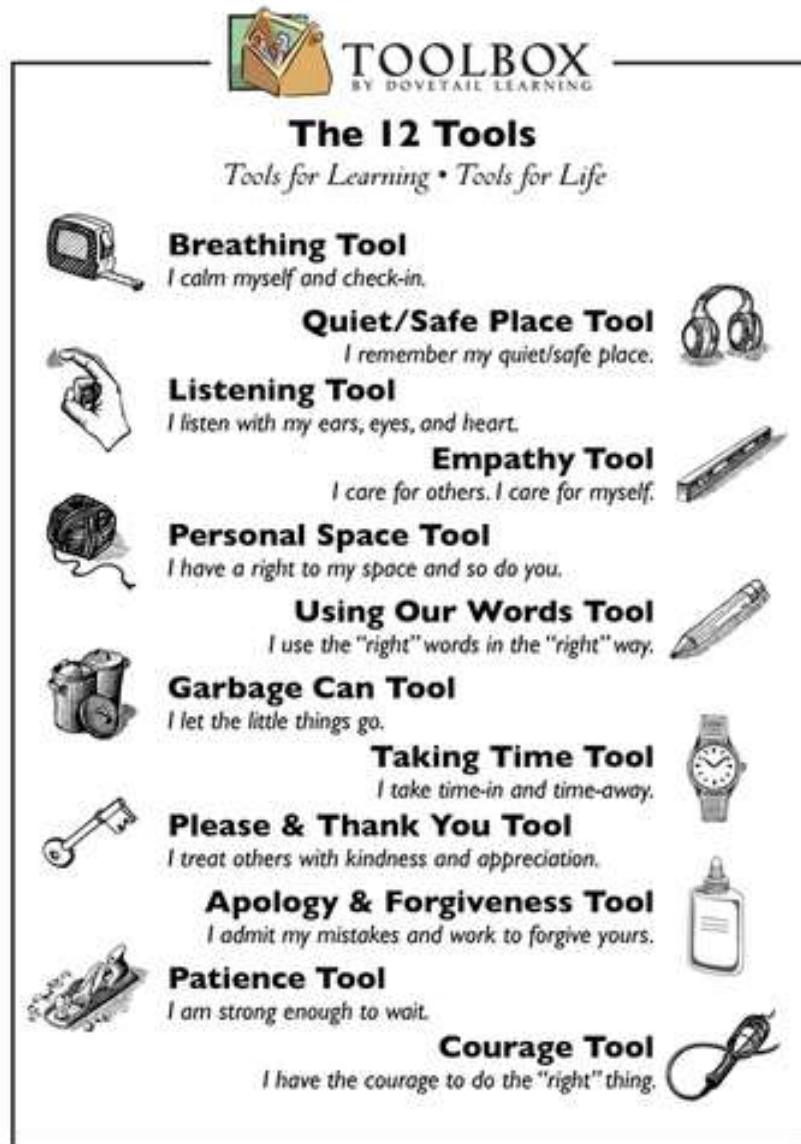 TOOLBOX
BY DOVETAIL LEARNING
The 12 Tools
Tools for Learning • Tools for Life
Breathing Tool
I calm myself and check-in.
Quiet/Safe Place Tool
I remember my quiet/safe place.
Listening Tool
I listen with my ears, eyes, and heart.
Empathy Tool
I care for others. I care for myself.
Personal Space Tool
I have a right to my space and so do you.
Using Our Words Tool
I use the “right” words in the “right” way.
Garbage Can Tool
I let the little things go.
Taking Time Tool
I take time-in and time-away.
Please & Thank You Tool
I treat others with kindness and appreciation.
Apology & Forgiveness Tool
I admit my mistakes and work to forgive yours.
Patience Tool
I am strong enough to wait.
Courage Tool
I have the courage to do the “right” thing.